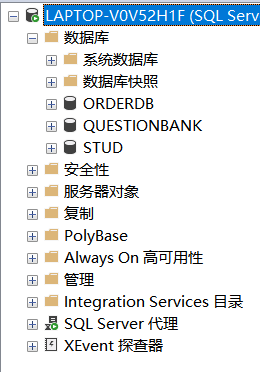 LAPTOP-V0V52H1F (SQL Serv
数据库
系统数据库
数据库快照
ORDERDB
QUESTIONBANK
STUD
安全性
服务器对象
复制
PolyBase
Always On 高可用性
管理
Integration Services 目录
SQL Server 代理
XEvent 探查器